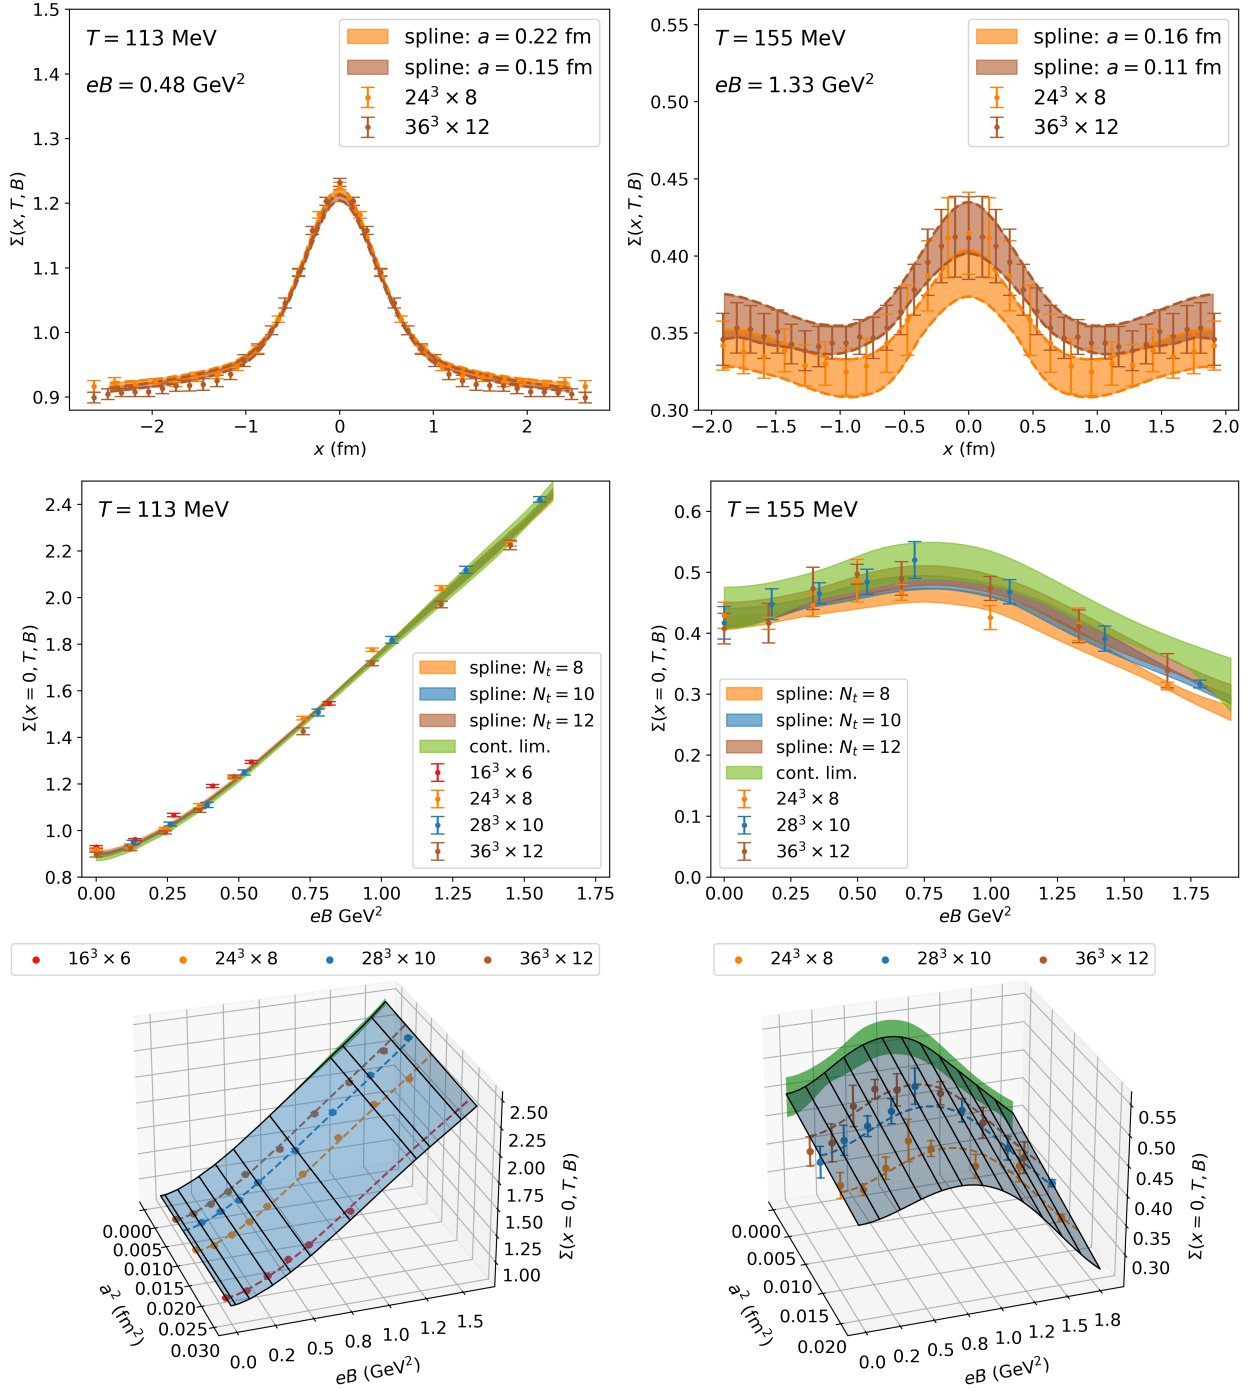 T = 113 MeV
eB = 0.48 GeV²
spline: a = 0.22 fm
spline: a = 0.15 fm
24³ × 8
36³ × 12
1.5
1.4
1.3
1.2
1.1
1.0
0.9
Σ(x, T, B)
−2
−1
0
1
2
x (fm)
T = 155 MeV
eB = 1.33 GeV²
spline: a = 0.16 fm
spline: a = 0.11 fm
24³ × 8
36³ × 12
0.55
0.50
0.45
0.40
0.35
0.30
Σ(x, T, B)
−2.0
−1.5
−1.0
−0.5
0.0
0.5
1.0
1.5
2.0
x (fm)
T = 113 MeV
2.4
2.2
2.0
1.8
1.6
1.4
1.2
1.0
0.8
Σ(x = 0, T, B)
spline: Nₜ = 8
spline: Nₜ = 10
spline: Nₜ = 12
cont. lim.
16³ × 6
24³ × 8
28³ × 10
36³ × 12
0.00
0.25
0.50
0.75
1.00
1.25
1.50
1.75
eB GeV²
T = 155 MeV
0.6
0.5
0.4
0.3
0.2
0.1
0.0
Σ(x = 0, T, B)
spline: Nₜ = 8
spline: Nₜ = 10
spline: Nₜ = 12
cont. lim.
24³ × 8
28³ × 10
36³ × 12
0.00
0.25
0.50
0.75
1.00
1.25
1.50
1.75
eB GeV²
16³ × 6
24³ × 8
28³ × 10
36³ × 12
2.50
2.25
2.00
1.75
1.50
1.25
1.00
Σ(x = 0, T, B)
0.000
0.005
0.010
0.015
0.020
0.025
0.030
a² (fm²)
0.0
0.2
0.5
0.8
1.0
1.2
1.5
eB (GeV²)
24³ × 8
28³ × 10
36³ × 12
0.55
0.50
0.45
0.40
0.35
0.30
Σ(x = 0, T, B)
0.000
0.005
0.010
0.015
0.020
a² (fm²)
0.0
0.2
0.5
0.8
1.0
1.2
1.5
1.8
eB (GeV²)